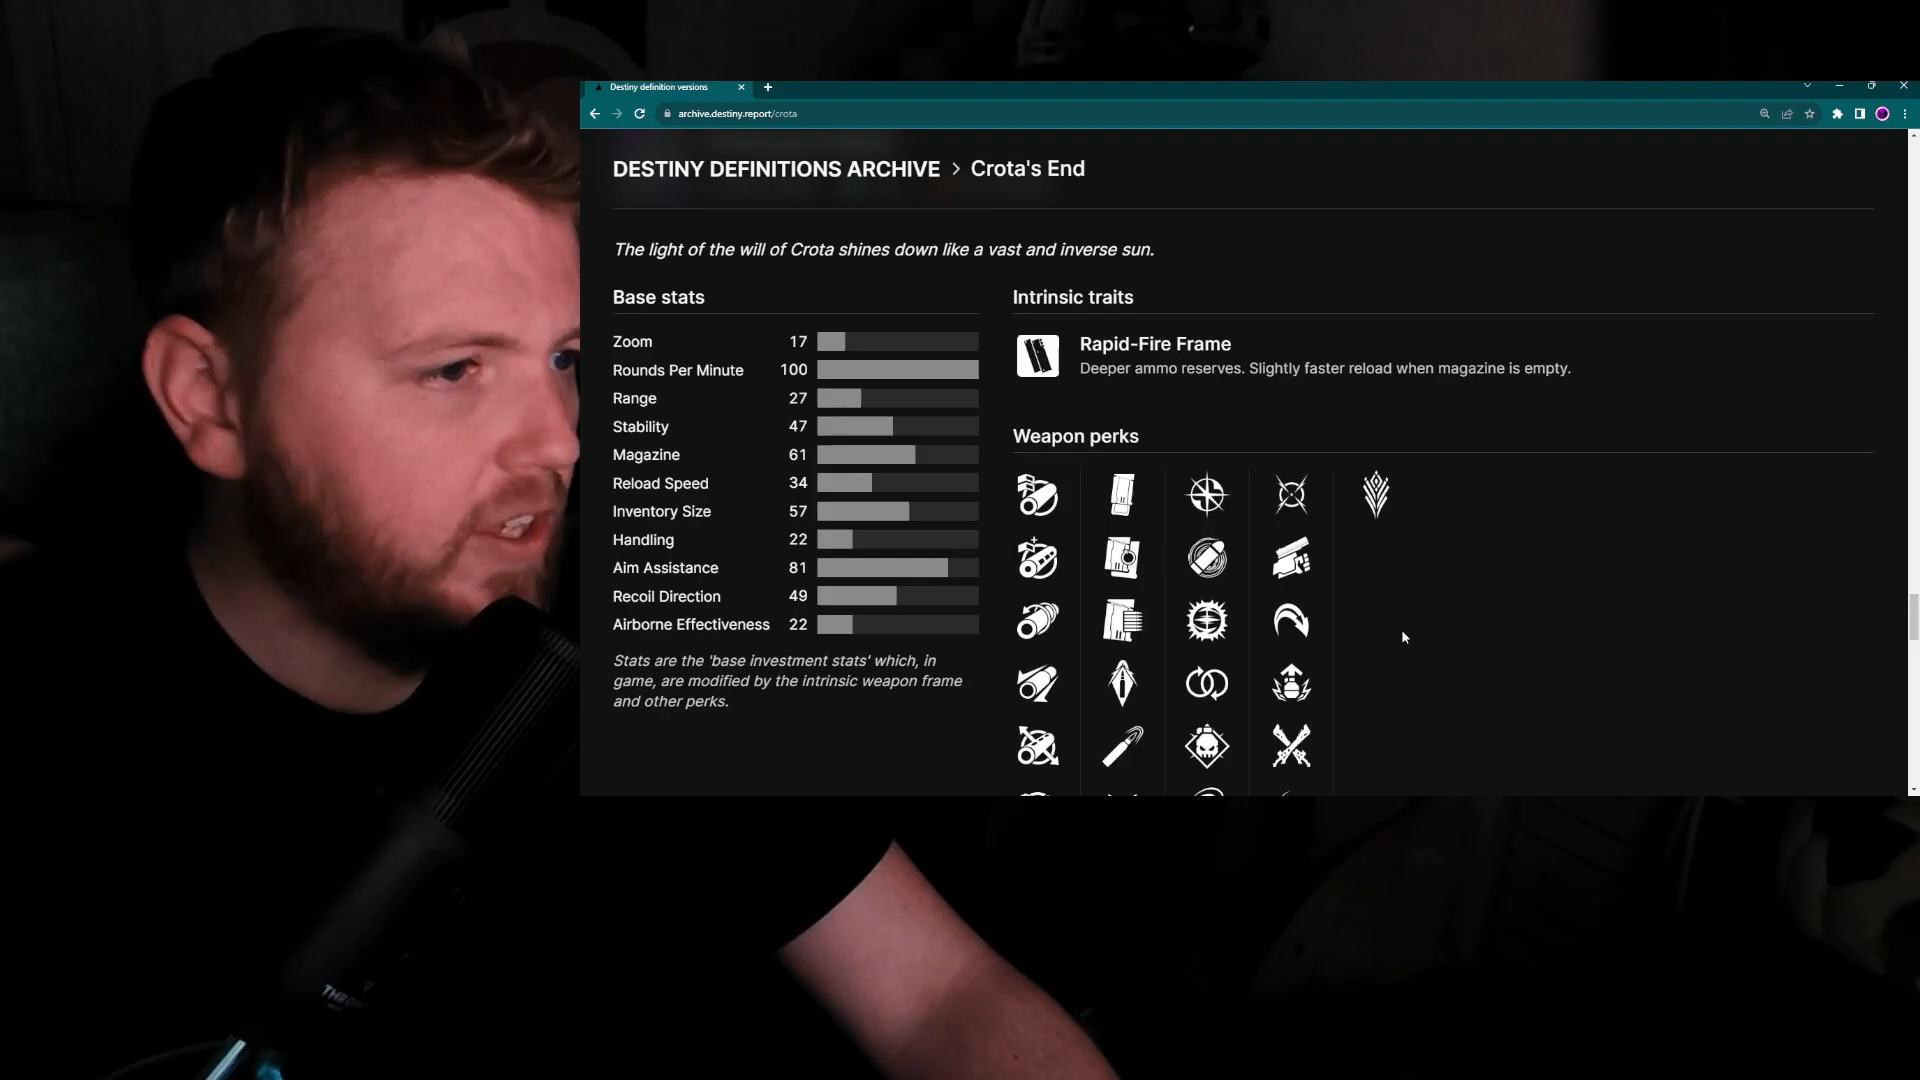 Destiny definition versions
archive.destiny.report/crota
DESTINY DEFINITIONS ARCHIVE > Crota's End
The light of the will of Crota shines down like a vast and inverse sun.
Base stats
Zoom 17
Rounds Per Minute 100
Range 27
Stability 47
Magazine 61
Reload Speed 34
Inventory Size 57
Handling 22
Aim Assistance 81
Recoil Direction 49
Airborne Effectiveness 22
Stats are the 'base investment stats' which, in
game, are modified by the intrinsic weapon frame
and other perks.
Intrinsic traits
Rapid-Fire Frame
Deeper ammo reserves. Slightly faster reload when magazine is empty.
Weapon perks